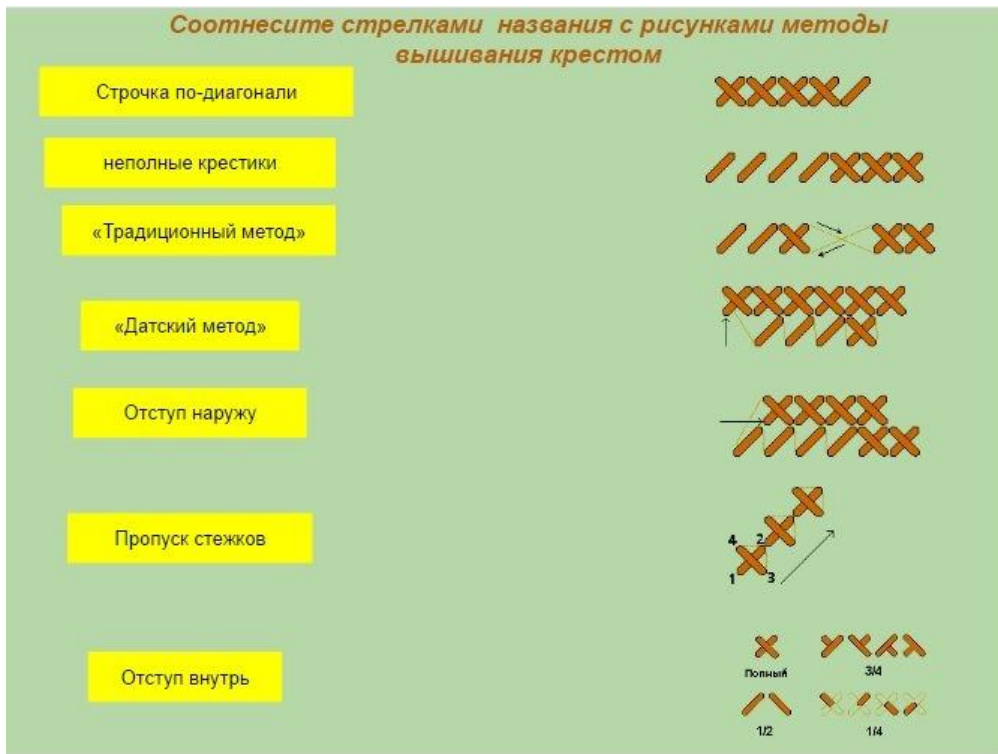 Соотнесите стрелками названия с рисунками методы
вышивания крестом
Строчка по-диагонали
неполные крестики
«Традиционный метод»
«Датский метод»
Отступ наружу
Пропуск стежков
4 2
1 3
Отступ внутрь
Полный 3/4
1/2 1/4